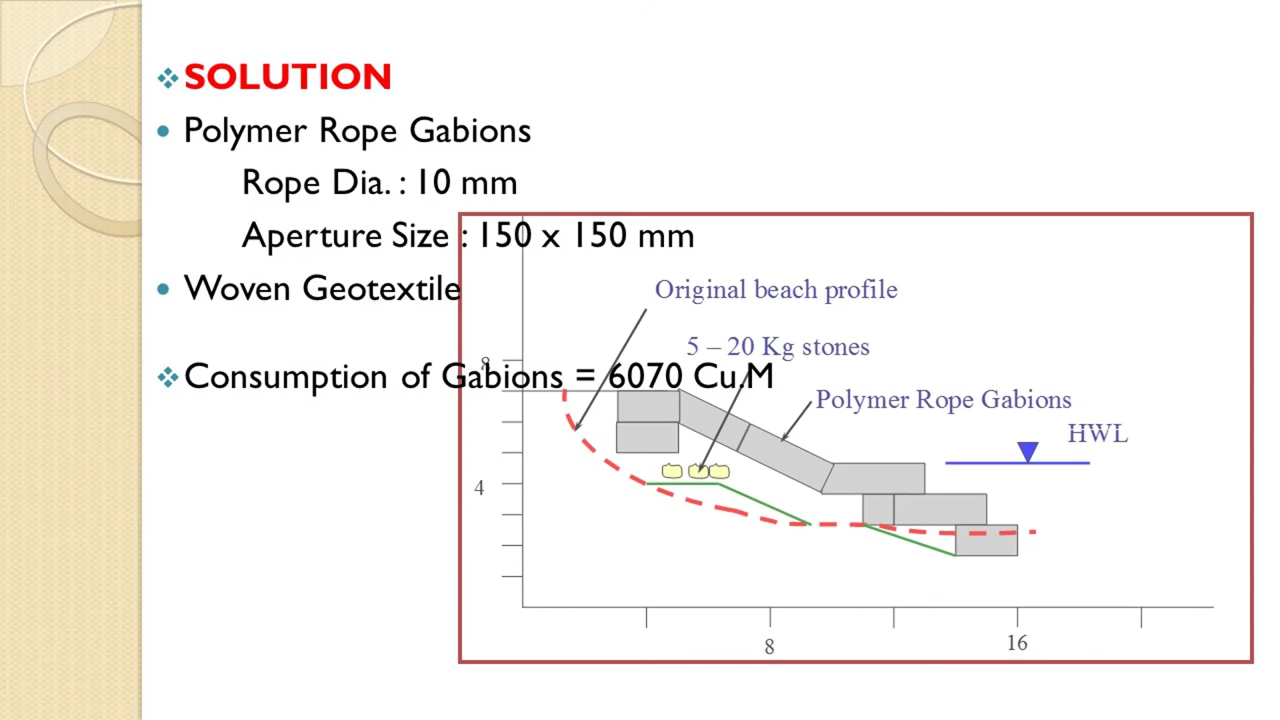 SOLUTION
Polymer Rope Gabions
Rope Dia. : 10 mm
Aperture Size : 150 x 150 mm
Woven Geotextile
Consumption of Gabions = 6070 Cu.M
Original beach profile
5 – 20 Kg stones
Polymer Rope Gabions
HWL
8
4
8
16